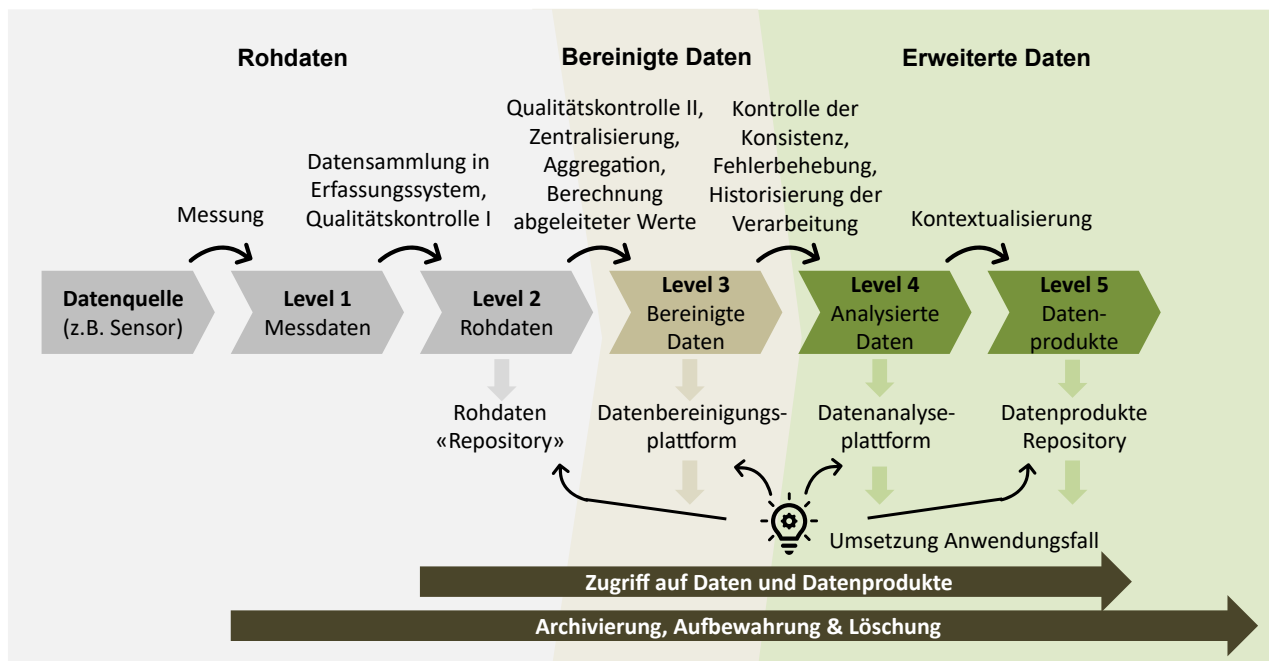 Rohdaten
Bereinigte Daten
Erweiterte Daten
Messung
Datensammlung in
Erfassungssystem,
Qualitätskontrolle I
Qualitätskontrolle II,
Zentralisierung,
Aggregation,
Berechnung
abgeleiteter Werte
Kontrolle der
Konsistenz,
Fehlerbehebung,
Historisierung der
Verarbeitung
Kontextualisierung
Datenquelle
(z.B. Sensor)
Level 1
Messdaten
Level 2
Rohdaten
Level 3
Bereinigte
Daten
Level 4
Analysierte
Daten
Level 5
Daten-
produkte
Rohdaten
«Repository»
Datenbereinigungs-
plattform
Datenanalyse-
plattform
Datenprodukte
Repository
Umsetzung Anwendungsfall
Zugriff auf Daten und Datenprodukte
Archivierung, Aufbewahrung & Löschung